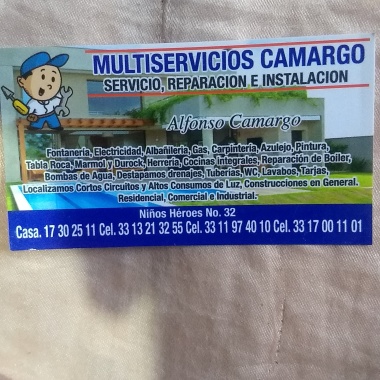 MULTISERVICIOS CAMARGO
SERVICIO, REPARACION E INSTALACION
Alfonso Camargo
Fontanería, Electricidad, Albañilería, Gas, Carpintería, Azulejo, Pintura,
Tabla Roca, Marmol y Durock, Herreria, Cocinas integrales, Reparación de Boiler,
Bombas de Agua, Destapamos drenajes, Tuberias, WC, Lavabos, Tarjas,
Localizamos Cortos Circuitos y Altos Consumos de Luz, Construcciones en General.
Residencial, Comercial e Industrial.
Niños Héroes No. 32
Casa. 17 30 25 11 Cel. 33 13 21 32 55 Cel. 33 11 97 40 10 Cel. 33 17 00 11 01